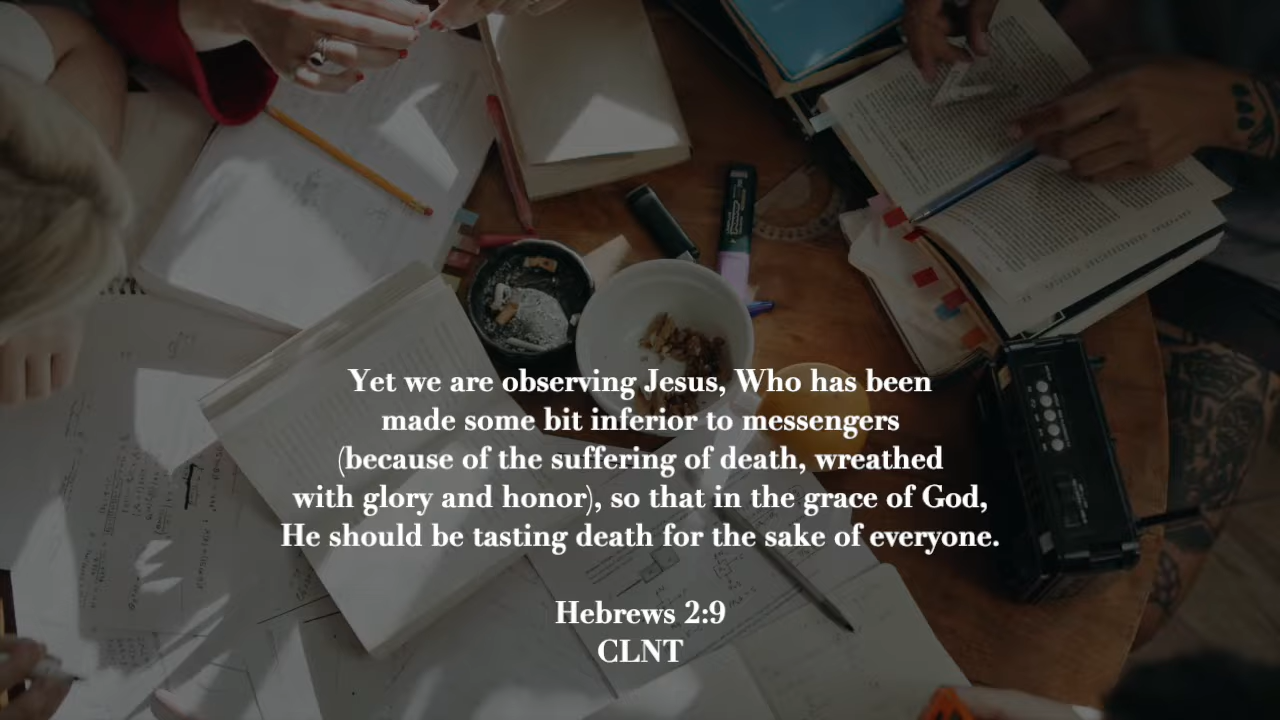 Yet we are observing Jesus, Who has been
made some bit inferior to messengers
(because of the suffering of death, wreathed
with glory and honor), so that in the grace of God,
He should be tasting death for the sake of everyone.
Hebrews 2:9
CLNT